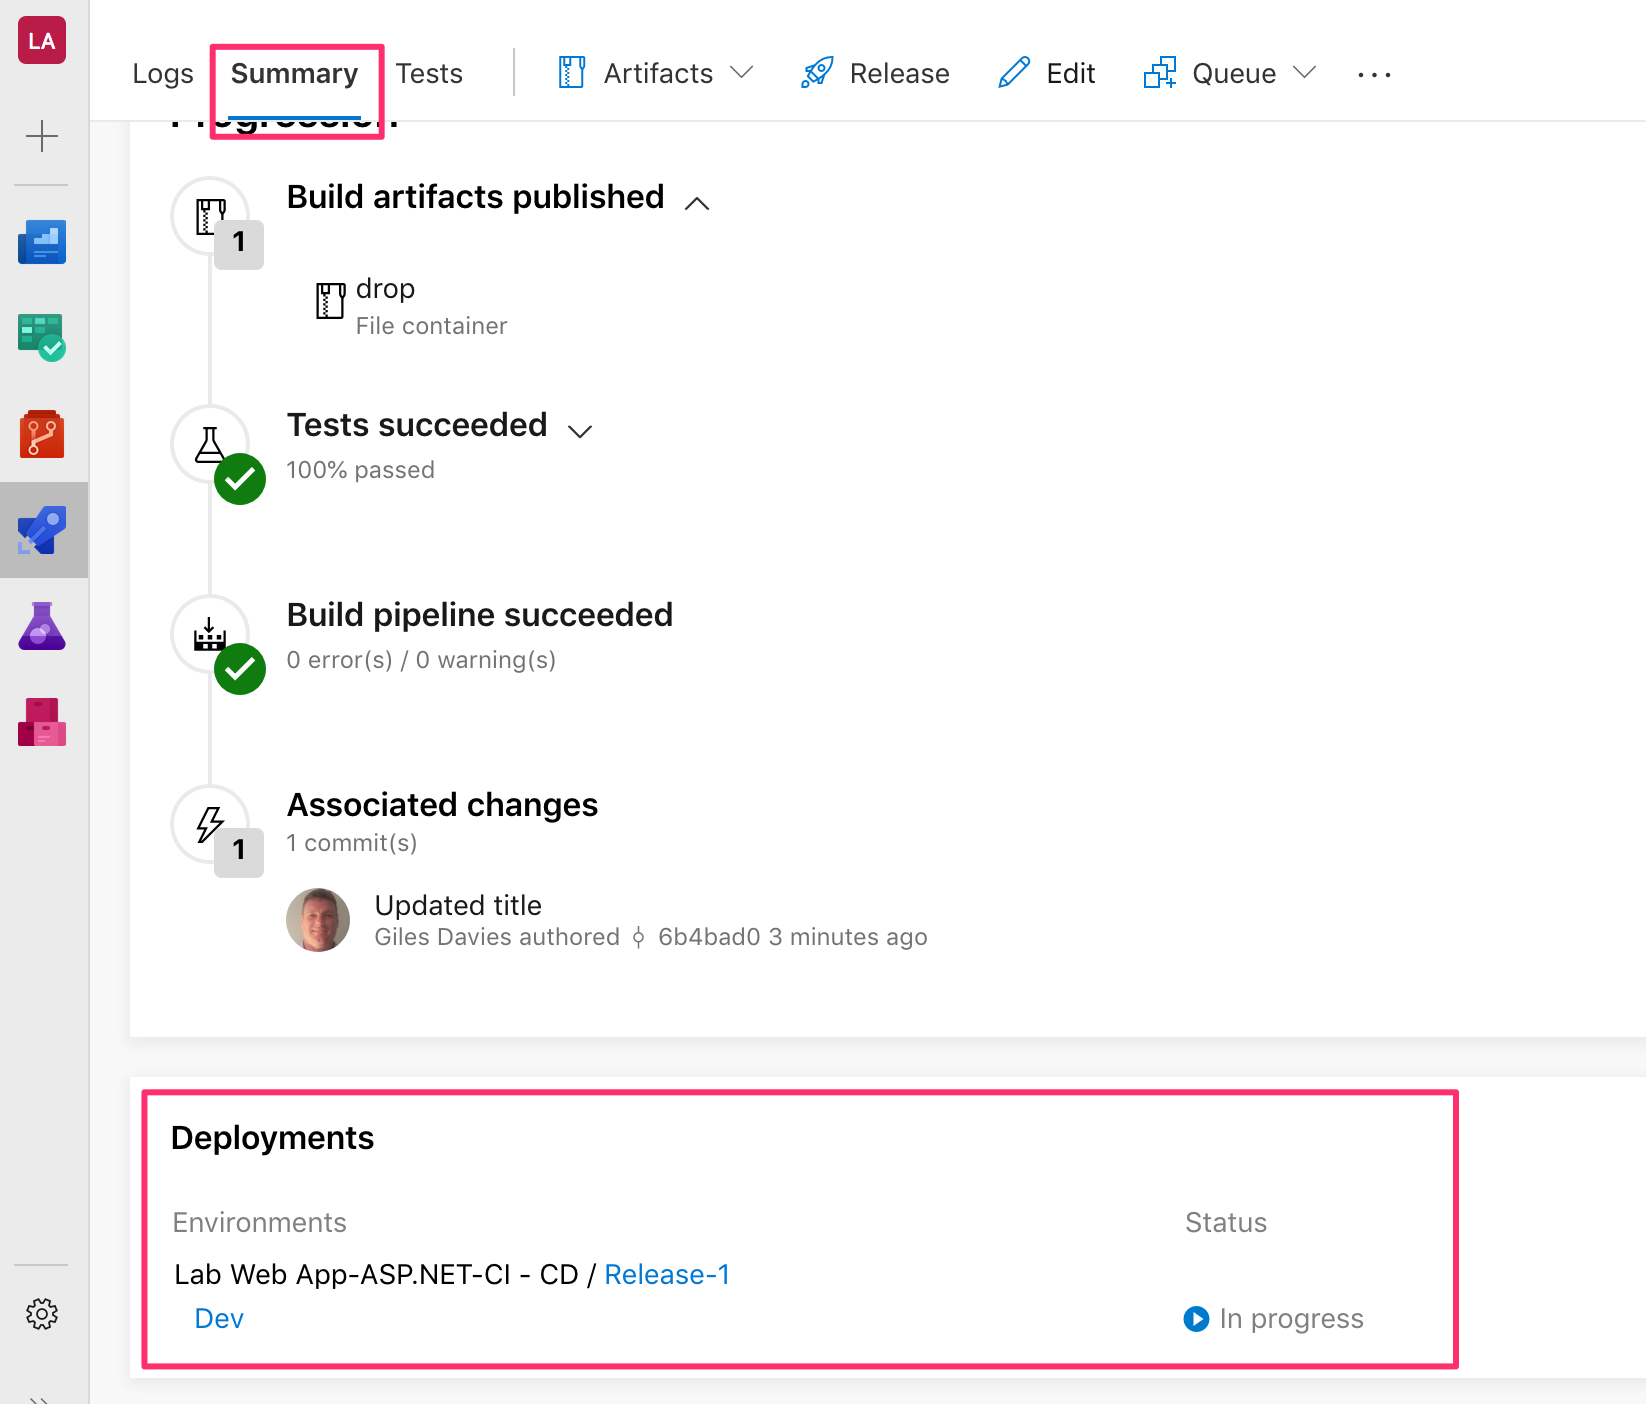 LA
Logs Summary Tests Artifacts Release Edit Queue ...
Progression
Build artifacts published
1
drop
File container
Tests succeeded
100% passed
Build pipeline succeeded
0 error(s) / 0 warning(s)
Associated changes
1
1 commit(s)
Updated title
Giles Davies authored 6b4bad0 3 minutes ago
Deployments
Environments Status
Lab Web App-ASP.NET-CI - CD / Release-1
Dev In progress